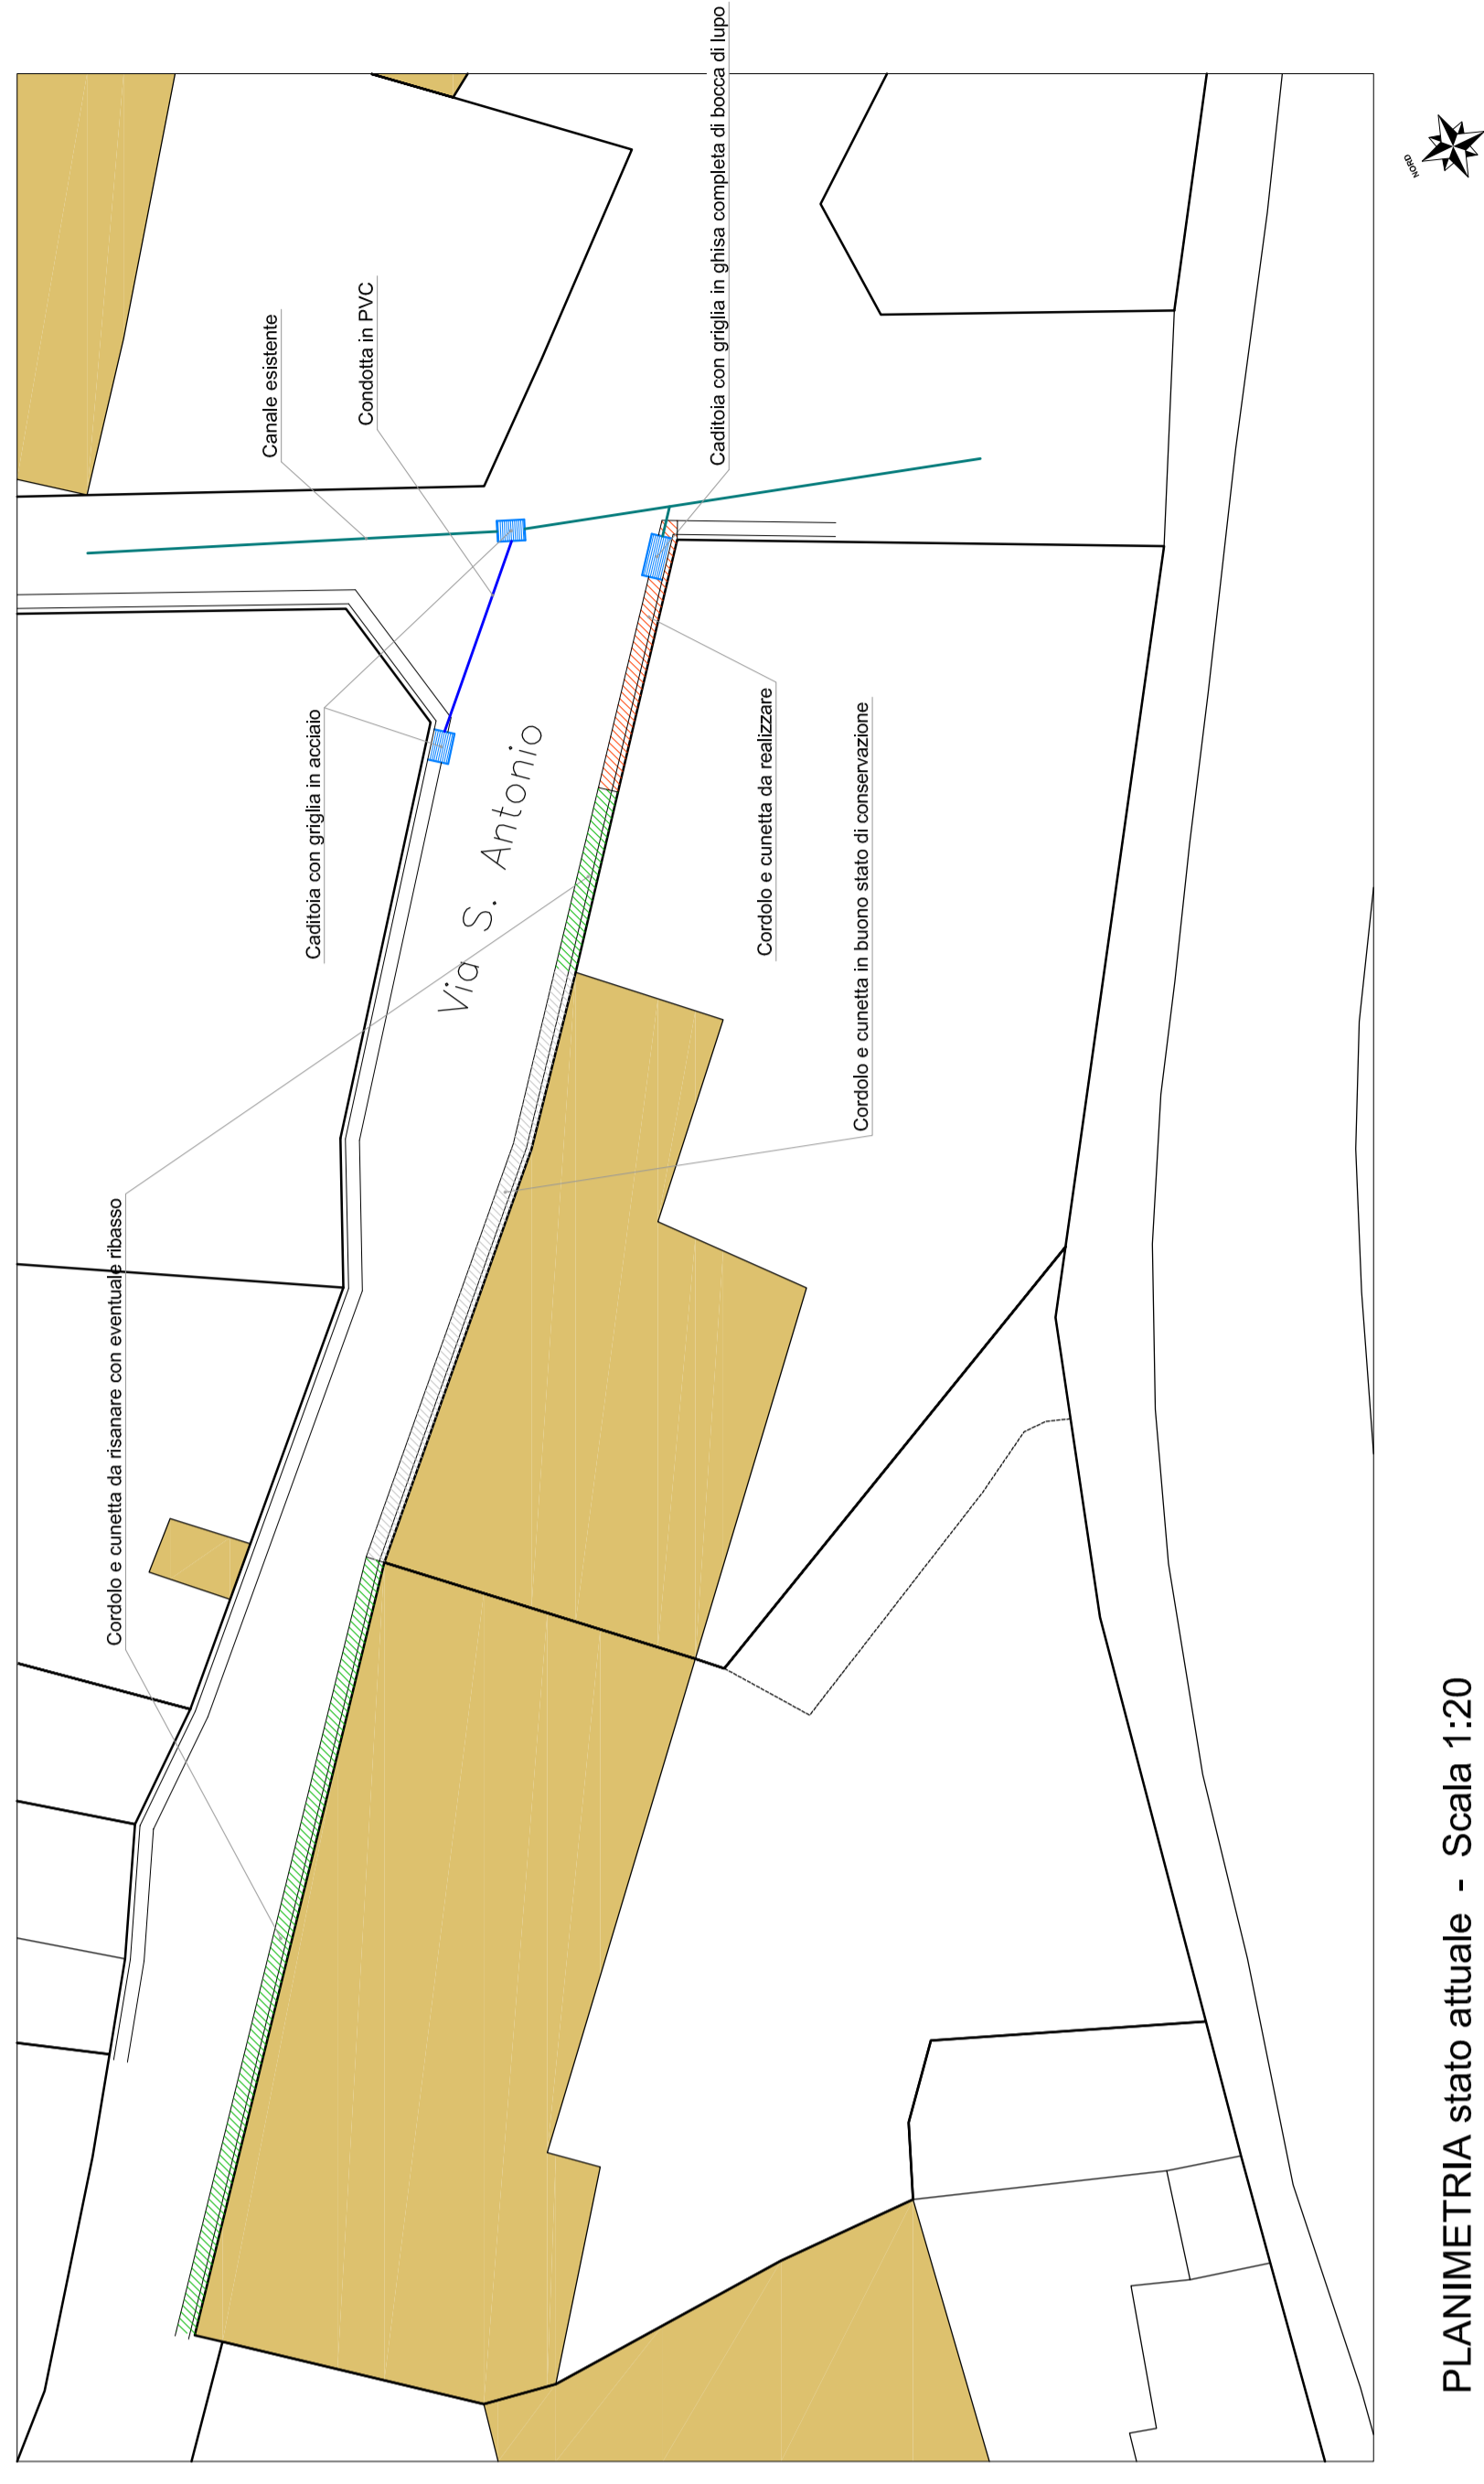 Cordolo e cunetta da risanare con eventuale ribasso
Canale esistente
Caditoia con griglia in acciaio
Condotta in PVC
Via S. Antonio
Caditoia con griglia in ghisa completa di bocca di lupo
Cordolo e cunetta da realizzare
Cordolo e cunetta in buono stato di conservazione
NORD
PLANIMETRIA stato attuale - Scala 1:20